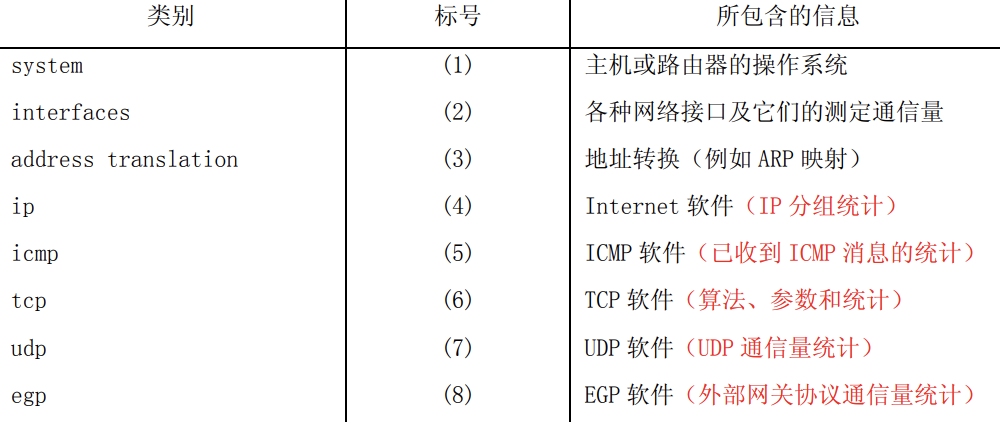 类别 标号 所包含的信息
system (1) 主机或路由器的操作系统
interfaces (2) 各种网络接口及它们的测定通信量
address translation (3) 地址转换（例如 ARP 映射）
ip (4) Internet 软件（IP 分组统计）
icmp (5) ICMP 软件（已收到 ICMP 消息的统计）
tcp (6) TCP 软件（算法、参数和统计）
udp (7) UDP 软件（UDP 通信量统计）
egp (8) EGP 软件（外部网关协议通信量统计）